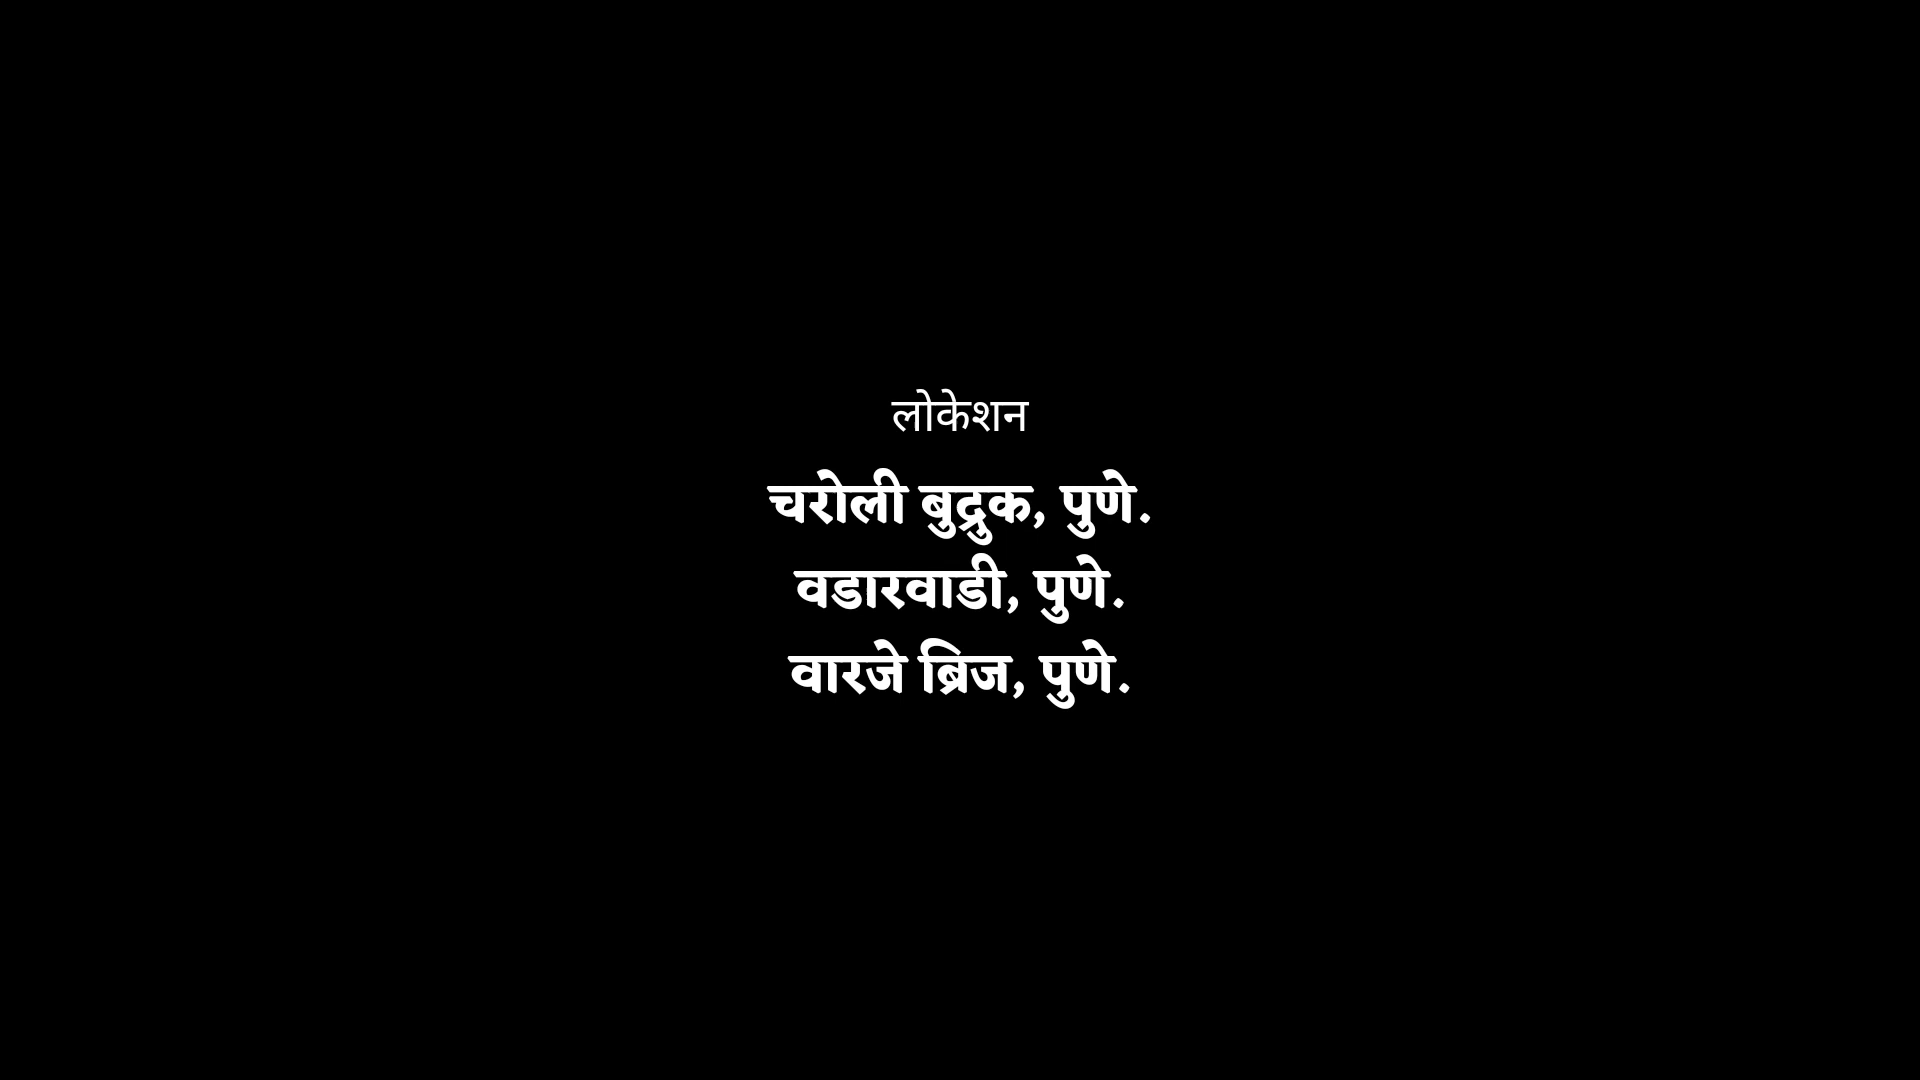 लोकेशन
चरोली बुद्रुक, पुणे.
वडारवाडी, पुणे.
वारजे ब्रिज, पुणे.